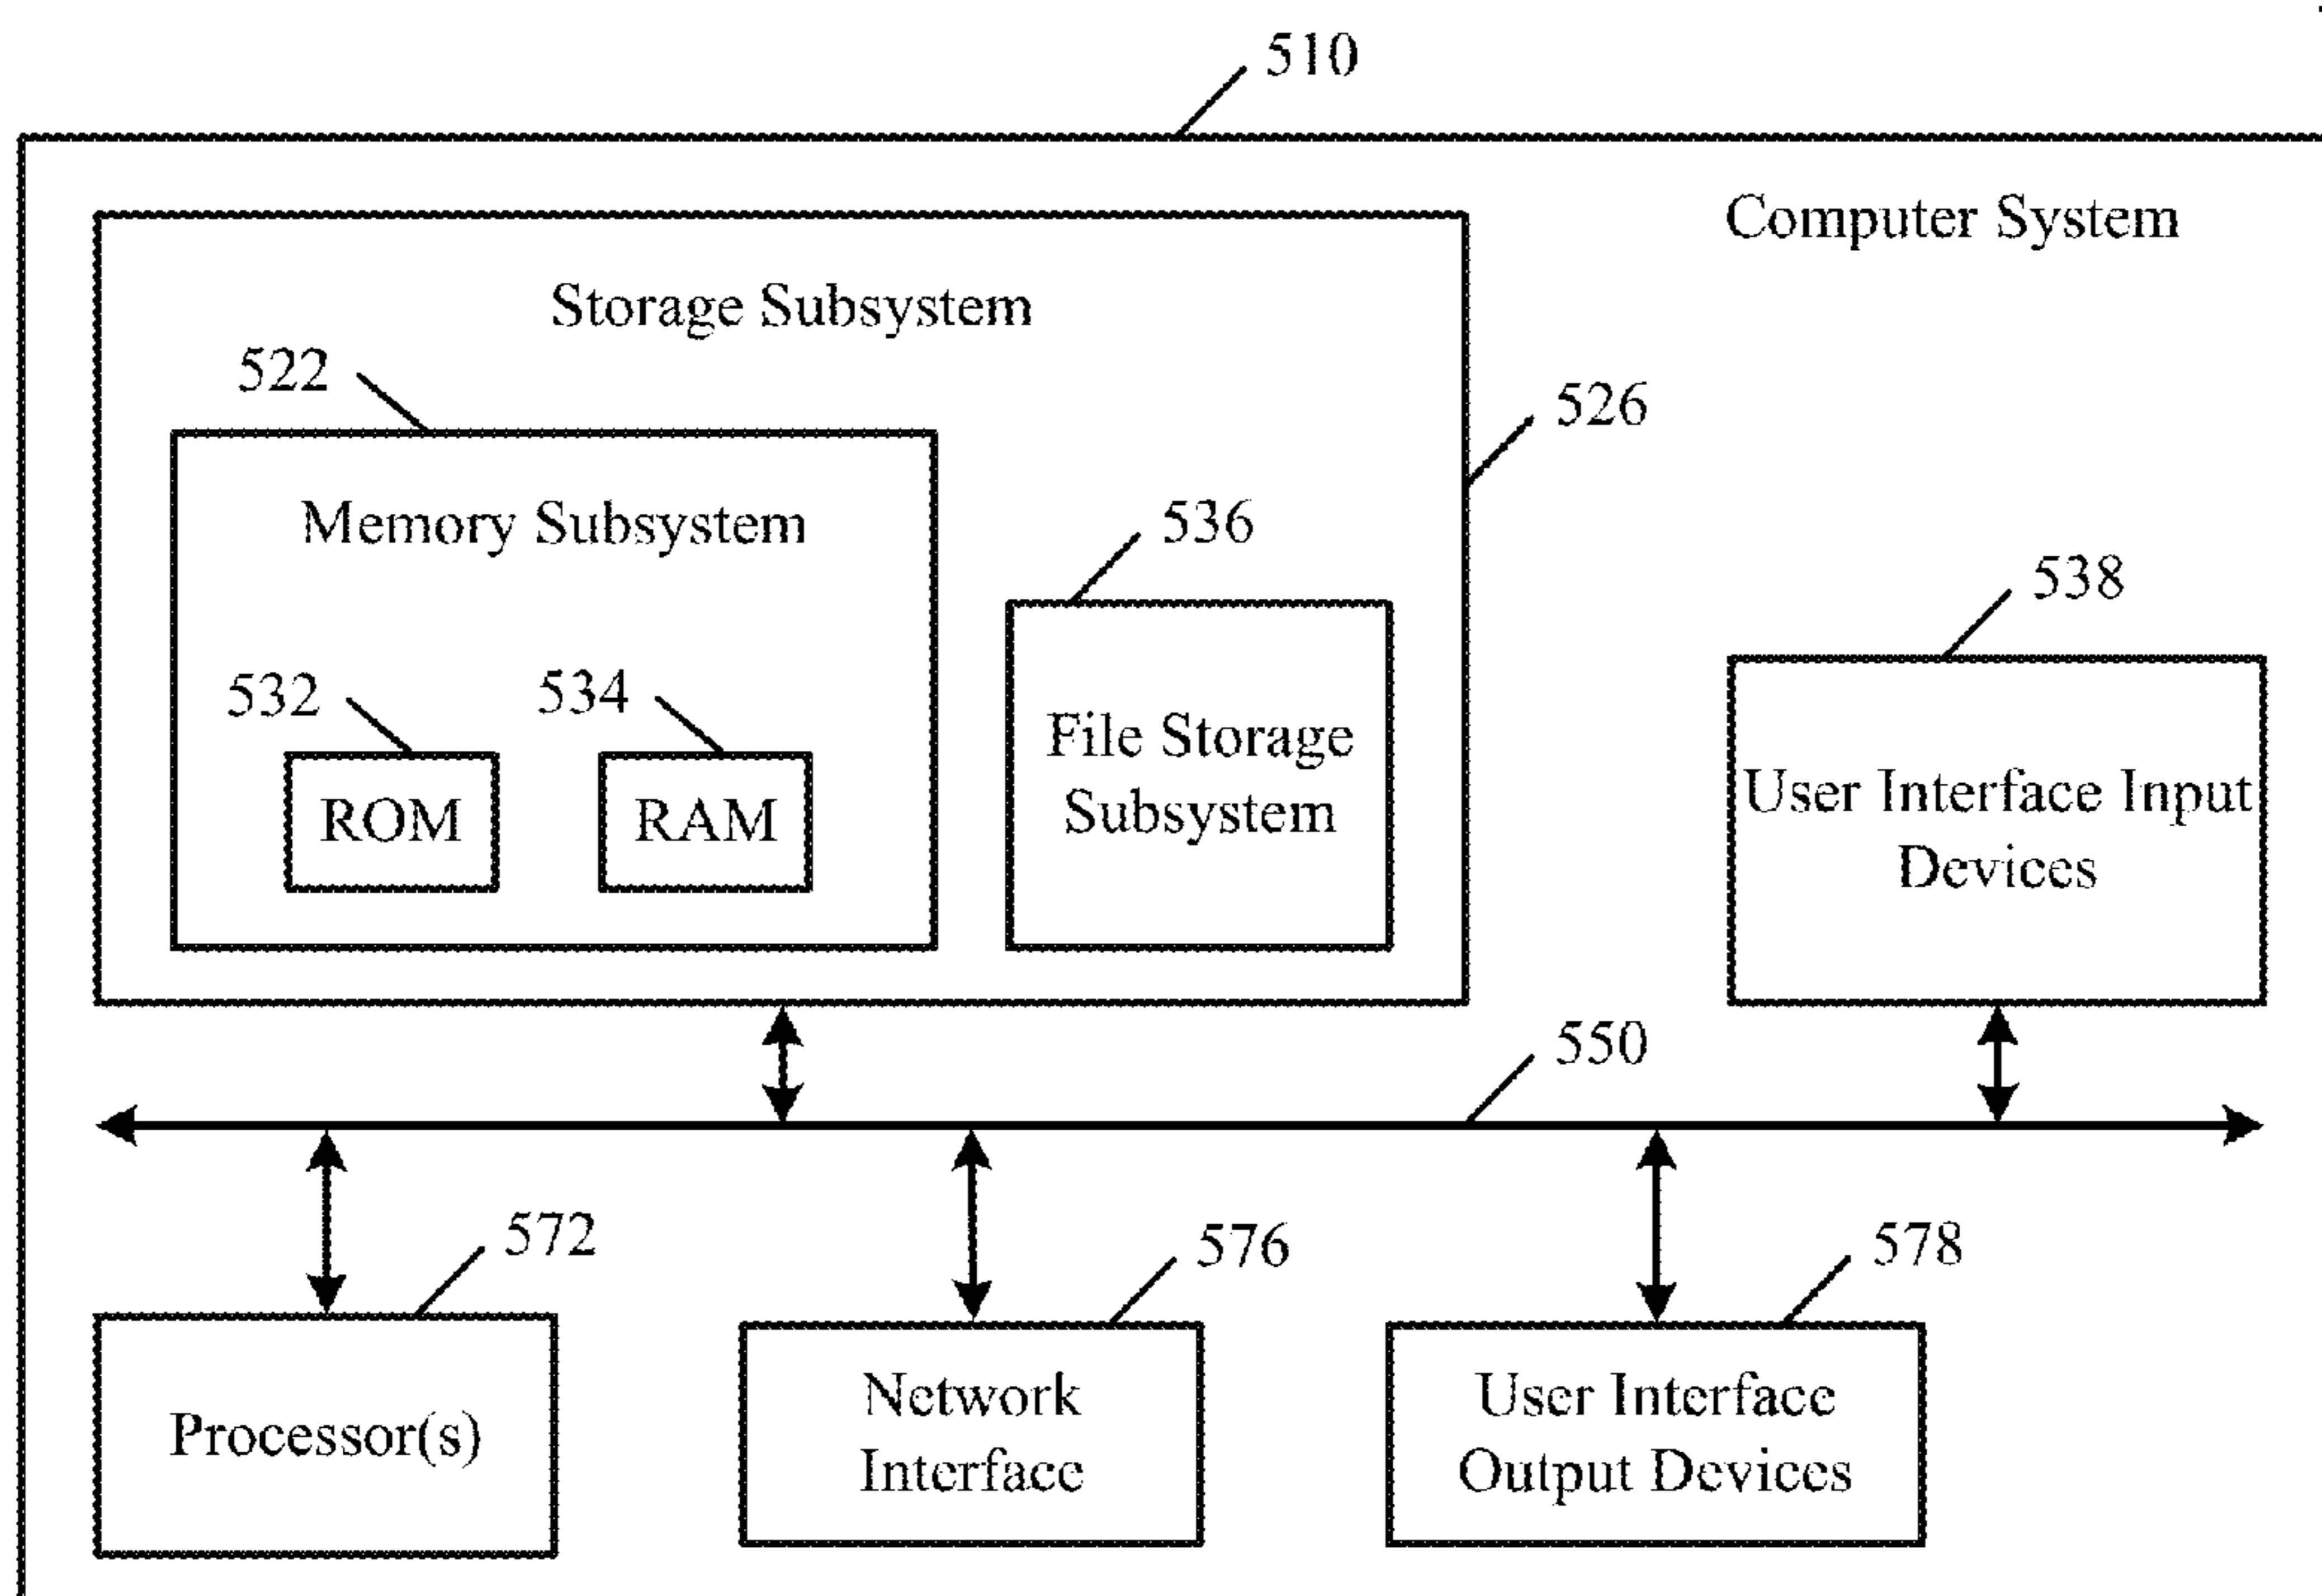 510
Computer System
Storage Subsystem
522
526
Memory Subsystem
536
538
532
534
File Storage
Subsystem
User Interface Input
Devices
ROM
RAM
550
572
576
578
Processor(s)
Network
Interface
User Interface
Output Devices